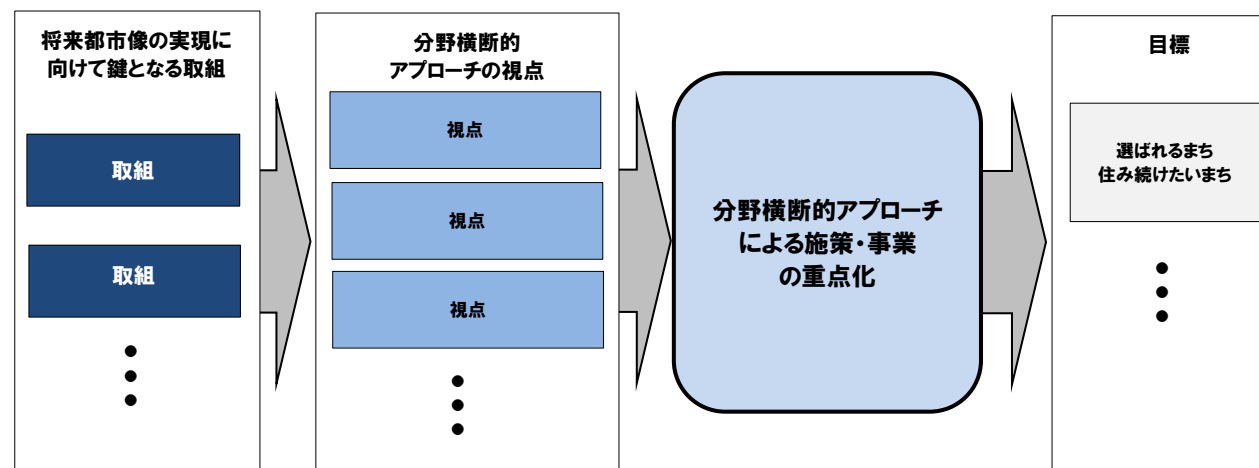 将来都市像の実現に
向けて鍵となる取組
取組
取組
分野横断的
アプローチの視点
視点
視点
視点
分野横断的アプローチ
による施策・事業
の重点化
目標
選ばれるまち
住み続けたいまち